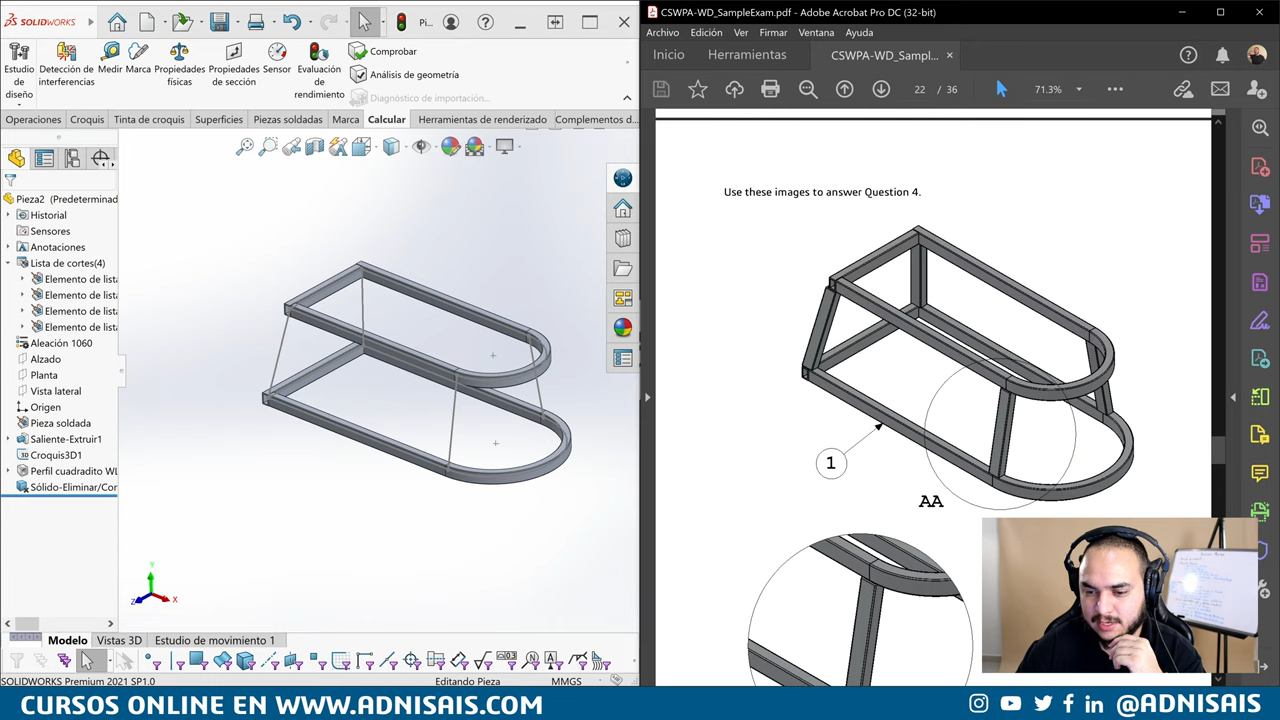 SOLIDWORKS
Pi...
Estudio de diseño
Detección de interferencias
Medir
Marca
Propiedades físicas
Propiedades de sección
Sensor
Evaluación de rendimiento
Comprobar
Análisis de geometría
Diagnóstico de importación...
Operaciones
Croquis
Tinta de croquis
Superficies
Piezas soldadas
Marca
Calcular
Herramientas de renderizado
Complementos d...
Pieza2 (Predeterminad
Historial
Sensores
Anotaciones
Lista de cortes(4)
Elemento de list
Elemento de list
Elemento de list
Elemento de list
Aleación 1060
Alzado
Planta
Vista lateral
Origen
Pieza soldada
Saliente-Extruir1
Croquis3D1
Perfil cuadradito WL
Sólido-Eliminar/Con
Y
X
Z
Modelo
Vistas 3D
Estudio de movimiento 1
SOLIDWORKS Premium 2021 SP1.0
Editando Pieza
MMGS
CSWPA-WD_SampleExam.pdf - Adobe Acrobat Pro DC (32-bit)
Archivo Edición Ver Firmar Ventana Ayuda
Inicio
Herramientas
CSWPA-WD_Sampl...
22 / 36
71.3%
Use these images to answer Question 4.
1
AA
CURSOS ONLINE EN WWW.ADNISAIS.COM
@ADNISAIS